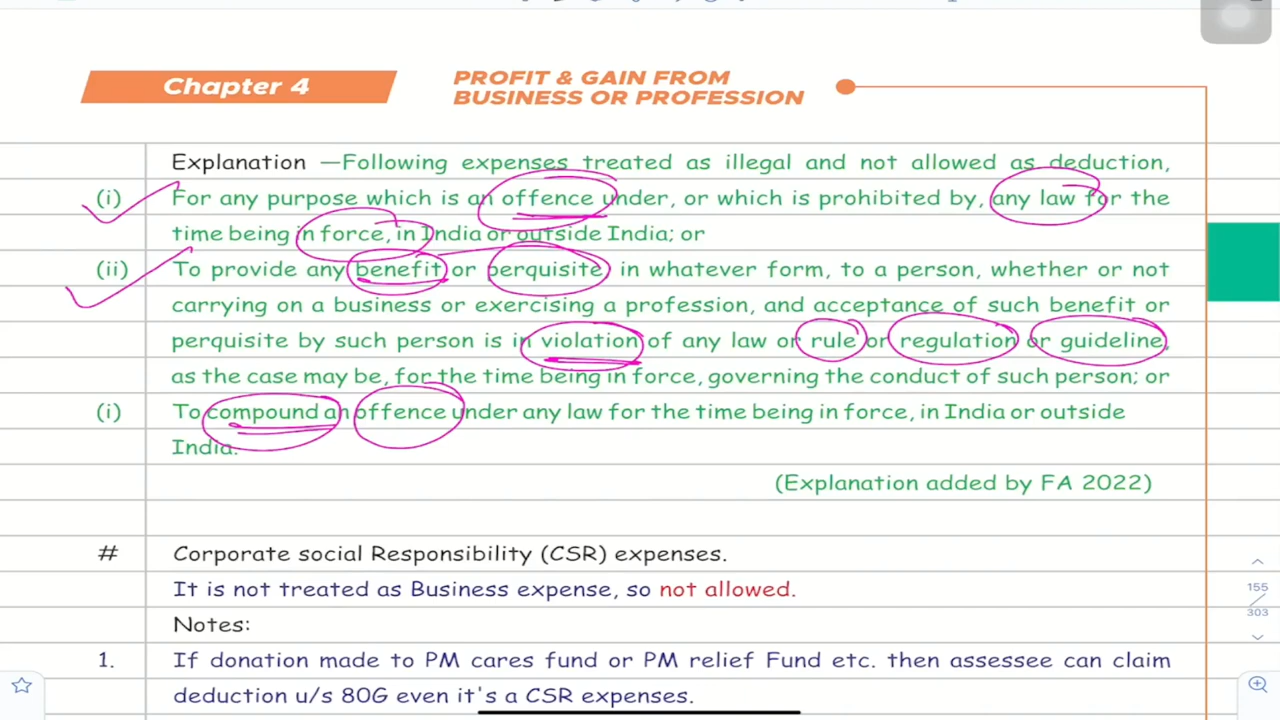 Chapter 4
PROFIT & GAIN FROM
BUSINESS OR PROFESSION
Explanation —Following expenses treated as illegal and not allowed as deduction,
(i) For any purpose which is an offence under, or which is prohibited by, any law for the
time being in force, in India or outside India; or
(ii) To provide any benefit or perquisite in whatever form, to a person, whether or not
carrying on a business or exercising a profession, and acceptance of such benefit or
perquisite by such person is in violation of any law or rule or regulation or guideline,
as the case may be, for the time being in force, governing the conduct of such person; or
(i) To compound an offence under any law for the time being in force, in India or outside
India.
(Explanation added by FA 2022)
# Corporate social Responsibility (CSR) expenses.
It is not treated as Business expense, so not allowed.
Notes:
1. If donation made to PM cares fund or PM relief Fund etc. then assessee can claim
deduction u/s 80G even it's a CSR expenses.
155
303